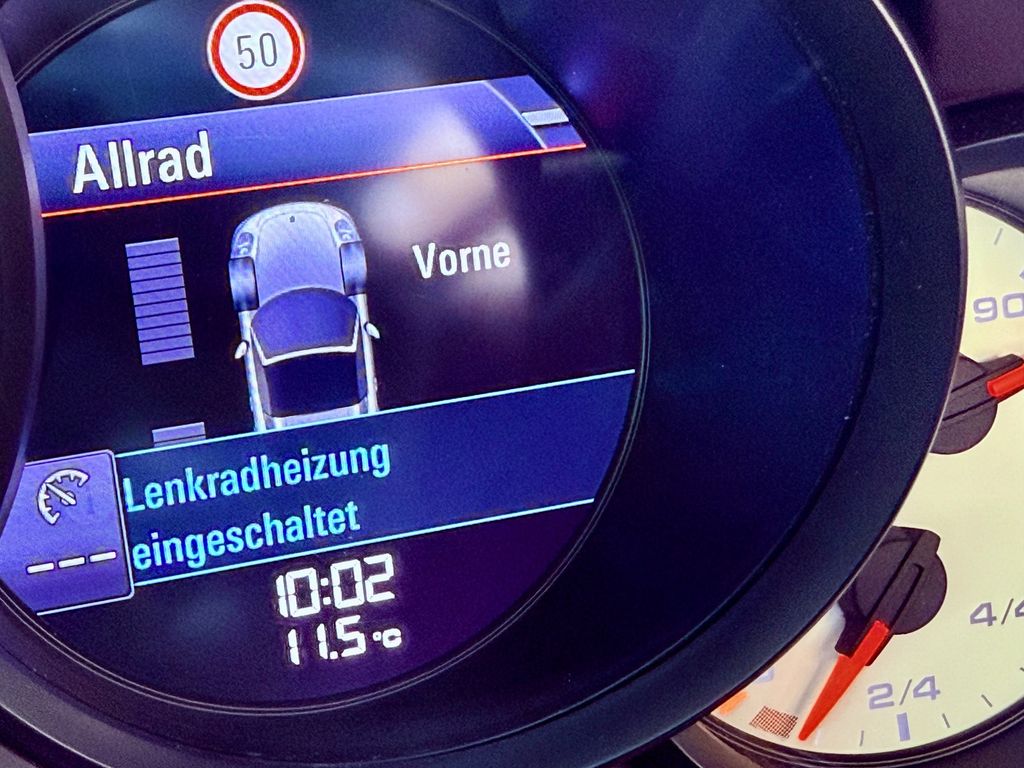 50
Allrad
Vorne
Lenkradheizung
eingeschaltet
---
10:02
11.5 °C
90
4/4
2/4